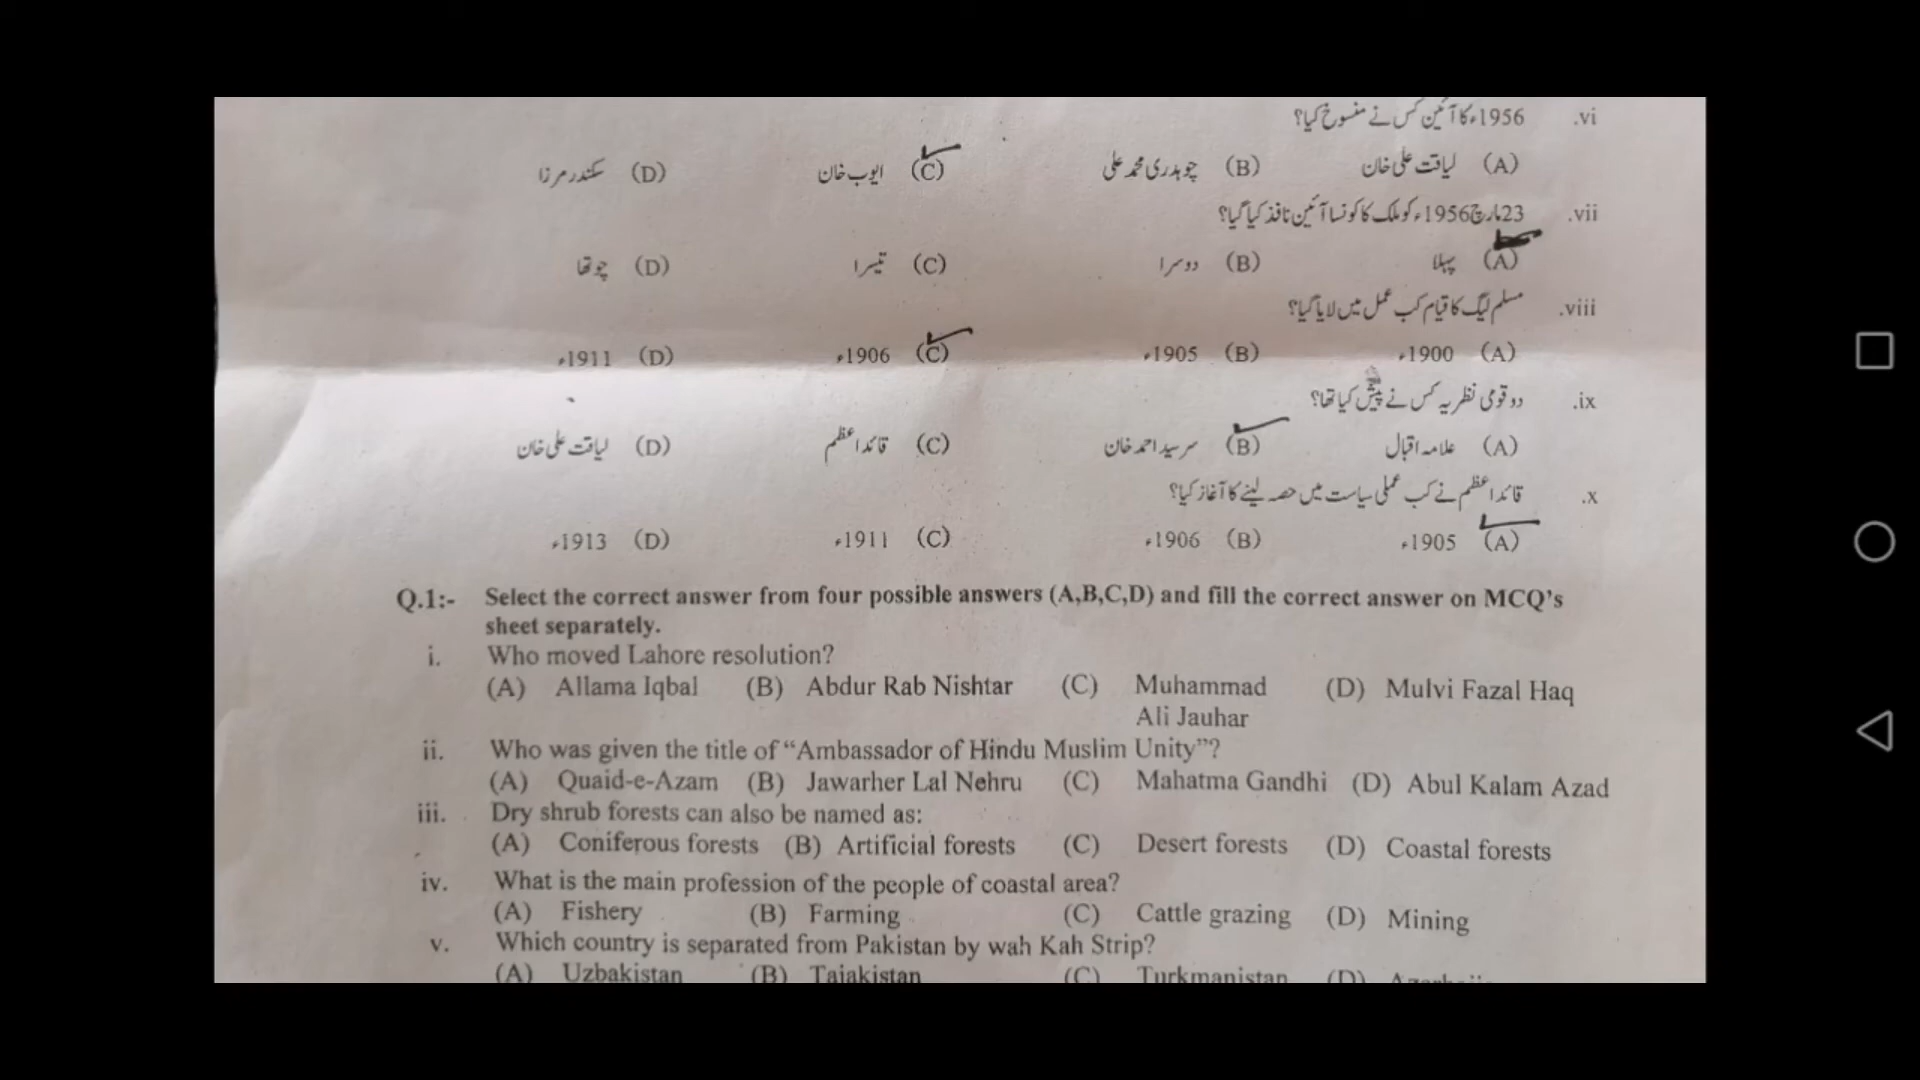 vi. 1956ء کا آئین کس نے منسوخ کیا؟
(A) لیاقت علی خان (B) چوہدری محمد علی (C) ایوب خان (D) سکندر مرزا
vii. 23مارچ1956ء کو ملک کا کونسا آئین نافذ کیا گیا؟
(A) پہلا (B) دوسرا (C) تیسرا (D) چوتھا
viii. مسلم لیگ کا قیام کب عمل میں لایا گیا؟
(A) 1900ء (B) 1905ء (C) 1906ء (D) 1911ء
ix. دو قومی نظریہ کس نے پیش کیا تھا؟
(A) علامہ اقبال (B) سر سید احمد خان (C) قائداعظم (D) لیاقت علی خان
x. قائداعظم نے کب عملی سیاست میں حصہ لینے کا آغاز کیا؟
(A) 1905ء (B) 1906ء (C) 1911ء (D) 1913ء
Q.1:- Select the correct answer from four possible answers (A,B,C,D) and fill the correct answer on MCQ's
sheet separately.
i. Who moved Lahore resolution?
(A) Allama Iqbal (B) Abdur Rab Nishtar (C) Muhammad (D) Mulvi Fazal Haq
Ali Jauhar
ii. Who was given the title of "Ambassador of Hindu Muslim Unity"?
(A) Quaid-e-Azam (B) Jawarher Lal Nehru (C) Mahatma Gandhi (D) Abul Kalam Azad
iii. Dry shrub forests can also be named as:
(A) Coniferous forests (B) Artificial forests (C) Desert forests (D) Coastal forests
iv. What is the main profession of the people of coastal area?
(A) Fishery (B) Farming (C) Cattle grazing (D) Mining
v. Which country is separated from Pakistan by wah Kah Strip?
(A) Uzbakistan (B) Tajakistan (C) Turkmanistan (D)